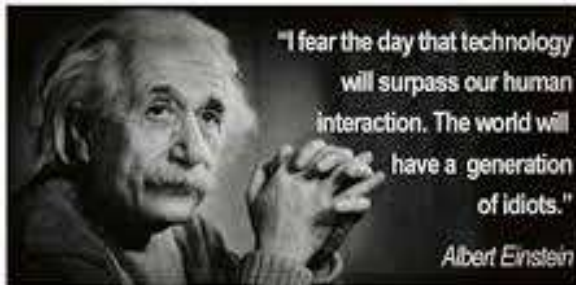 "I fear the day that technology
will surpass our human
interaction. The world will
have a generation
of idiots."
Albert Einstein